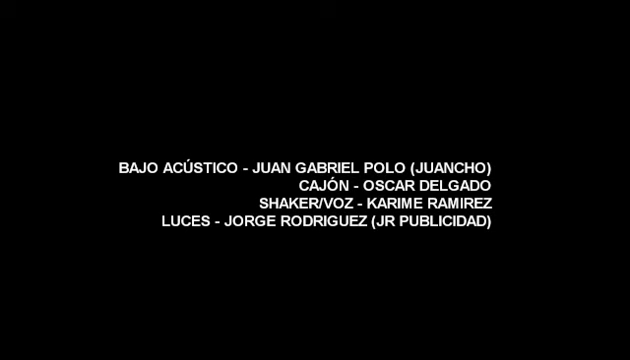 BAJO ACÚSTICO - JUAN GABRIEL POLO (JUANCHO)
CAJÓN - OSCAR DELGADO
SHAKER/VOZ - KARIME RAMIREZ
LUCES - JORGE RODRIGUEZ (JR PUBLICIDAD)